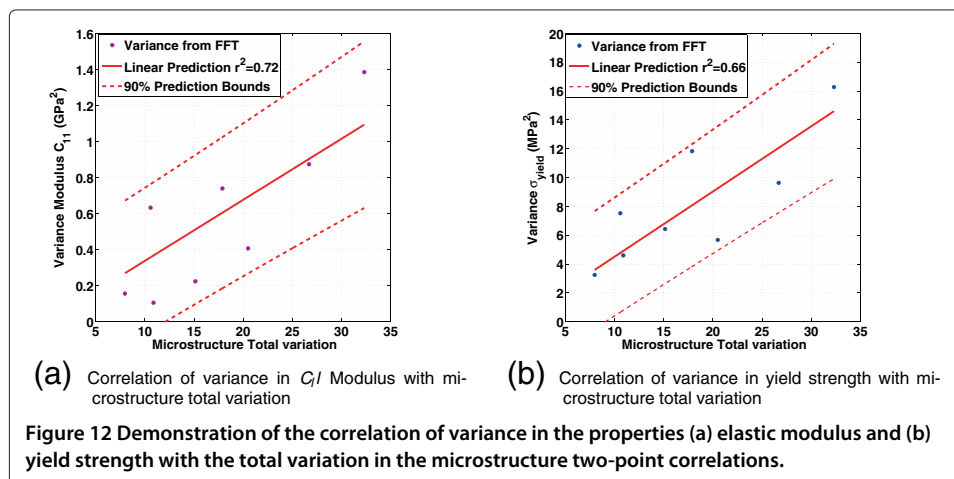 1.6
1.4
1.2
1
0.8
0.6
0.4
0.2
0
Variance Modulus C11 (GPa²)
Variance from FFT
Linear Prediction r²=0.72
90% Prediction Bounds
5 10 15 20 25 30 35
Microstructure Total variation
(a) Correlation of variance in C/I Modulus with mi-
-crostructure total variation
20
18
16
14
12
10
8
6
4
2
0
Variance σyield (MPa²)
Variance from FFT
Linear Prediction r²=0.66
90% Prediction Bounds
5 10 15 20 25 30 35
Microstructure Total variation
(b) Correlation of variance in yield strength with mi-
-crostructure total variation
Figure 12 Demonstration of the correlation of variance in the properties (a) elastic modulus and (b)
yield strength with the total variation in the microstructure two-point correlations.